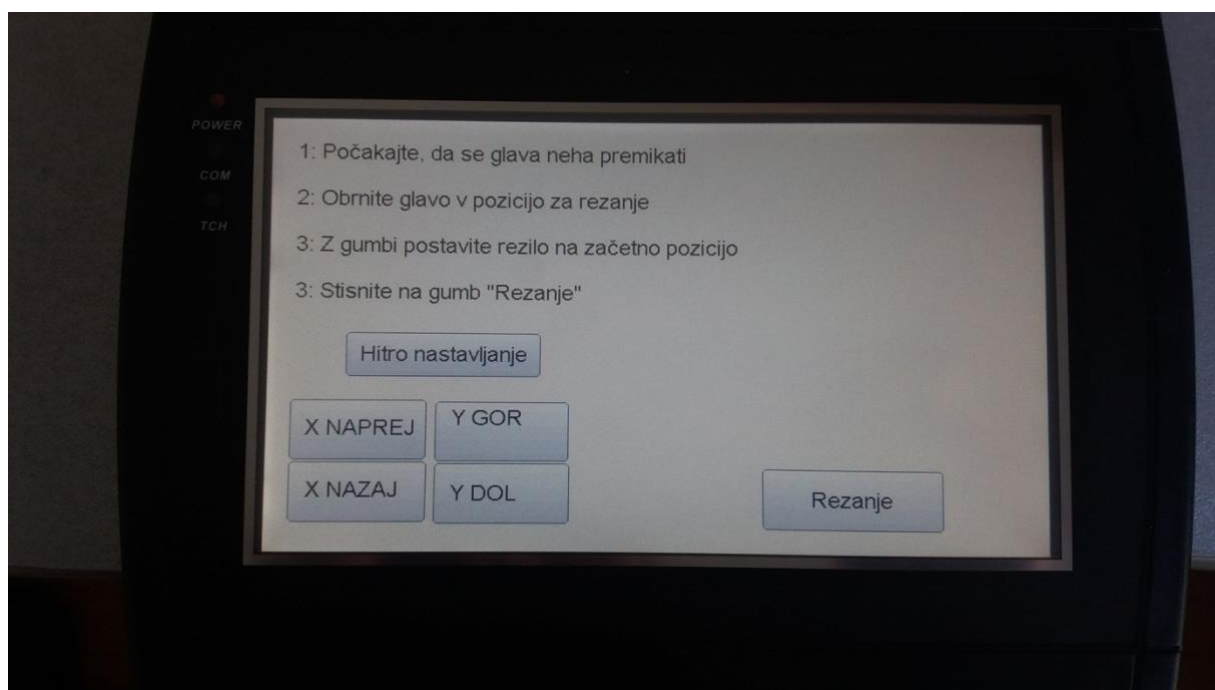 POWER
COM
TCH
1: Počakajte, da se glava neha premikati
2: Obrnite glavo v pozicijo za rezanje
3: Z gumbi postavite rezilo na začetno pozicijo
3: Stisnite na gumb "Rezanje"
Hitro nastavljanje
X NAPREJ Y GOR
X NAZAJ Y DOL
Rezanje